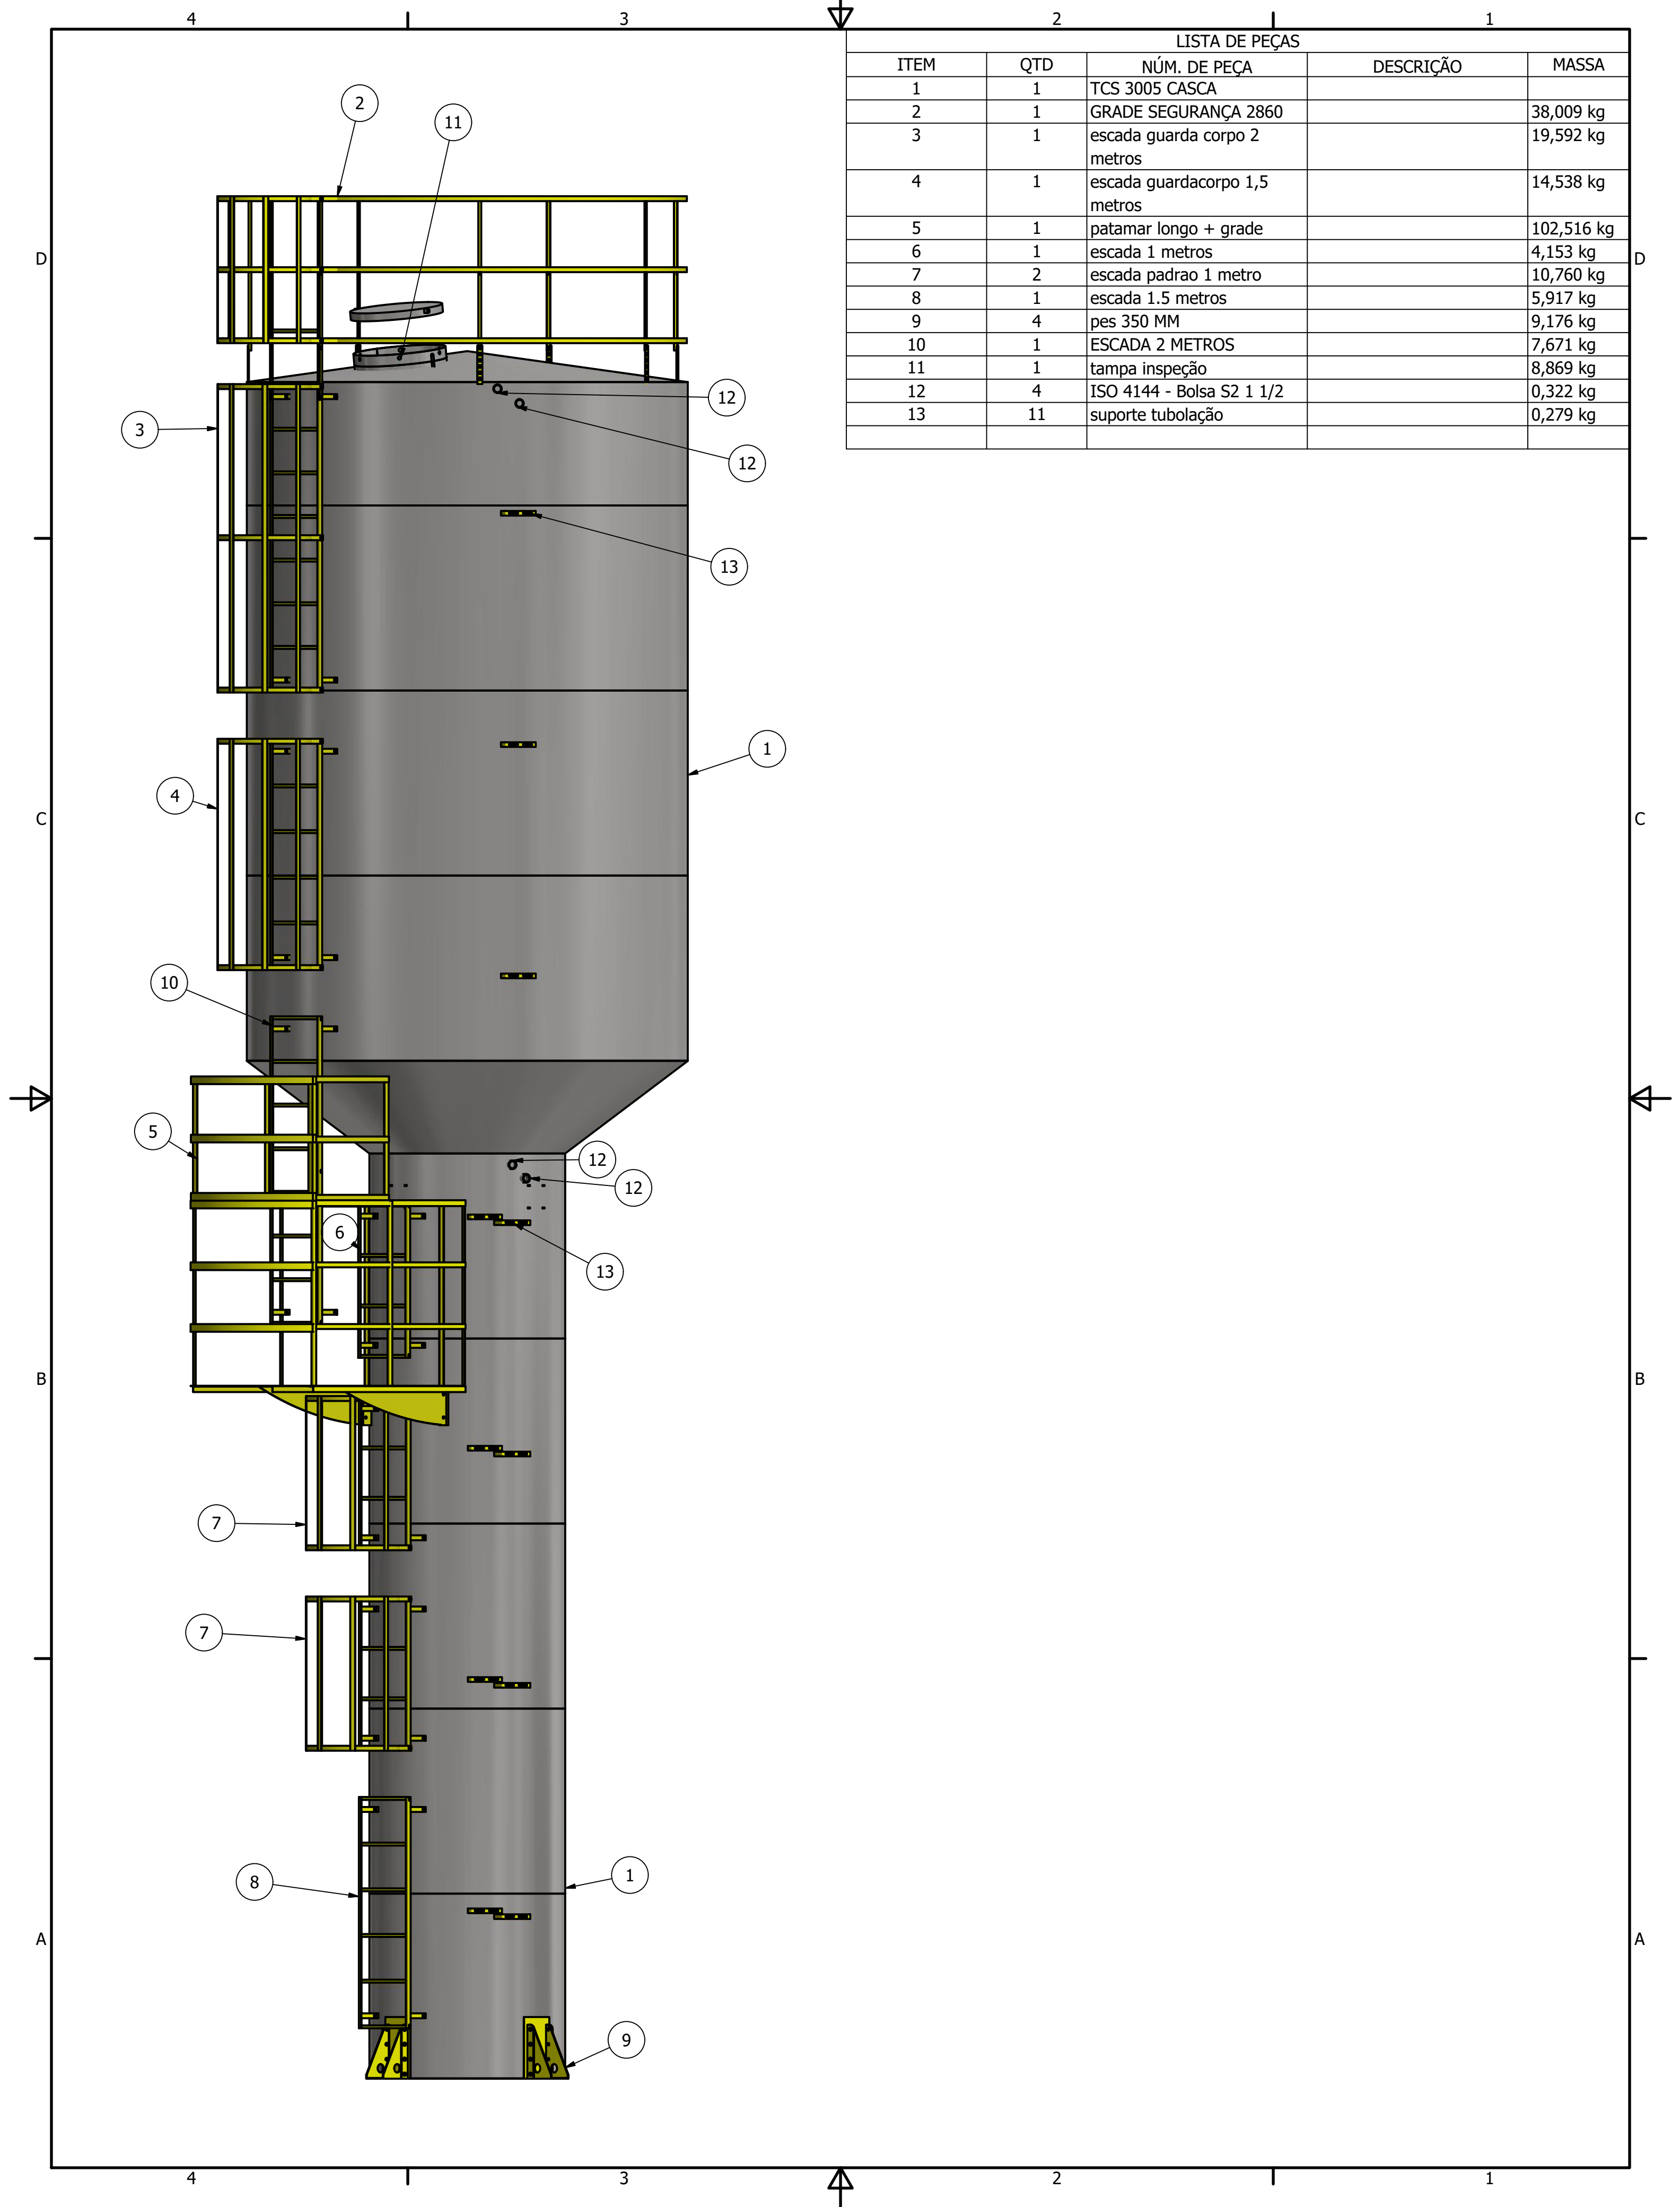 4 3 2 1
LISTA DE PEÇAS
ITEM QTD NÚM. DE PEÇA DESCRIÇÃO MASSA
1 1 TCS 3005 CASCA
2 1 GRADE SEGURANÇA 2860 38,009 kg
3 1 escada guarda corpo 2 19,592 kg
metros
4 1 escada guardacorpo 1,5 14,538 kg
metros
5 1 patamar longo + grade 102,516 kg
6 1 escada 1 metros 4,153 kg
7 2 escada padrao 1 metro 10,760 kg
8 1 escada 1.5 metros 5,917 kg
9 4 pes 350 MM 9,176 kg
10 1 ESCADA 2 METROS 7,671 kg
11 1 tampa inspeção 8,869 kg
12 4 ISO 4144 - Bolsa S2 1 1/2 0,322 kg
13 11 suporte tubolação 0,279 kg
2
11
D D
12
3
12
13
1
4
C C
10
5
12
12
6
13
B B
7
7
1
8
A A
9
4 3 2 1